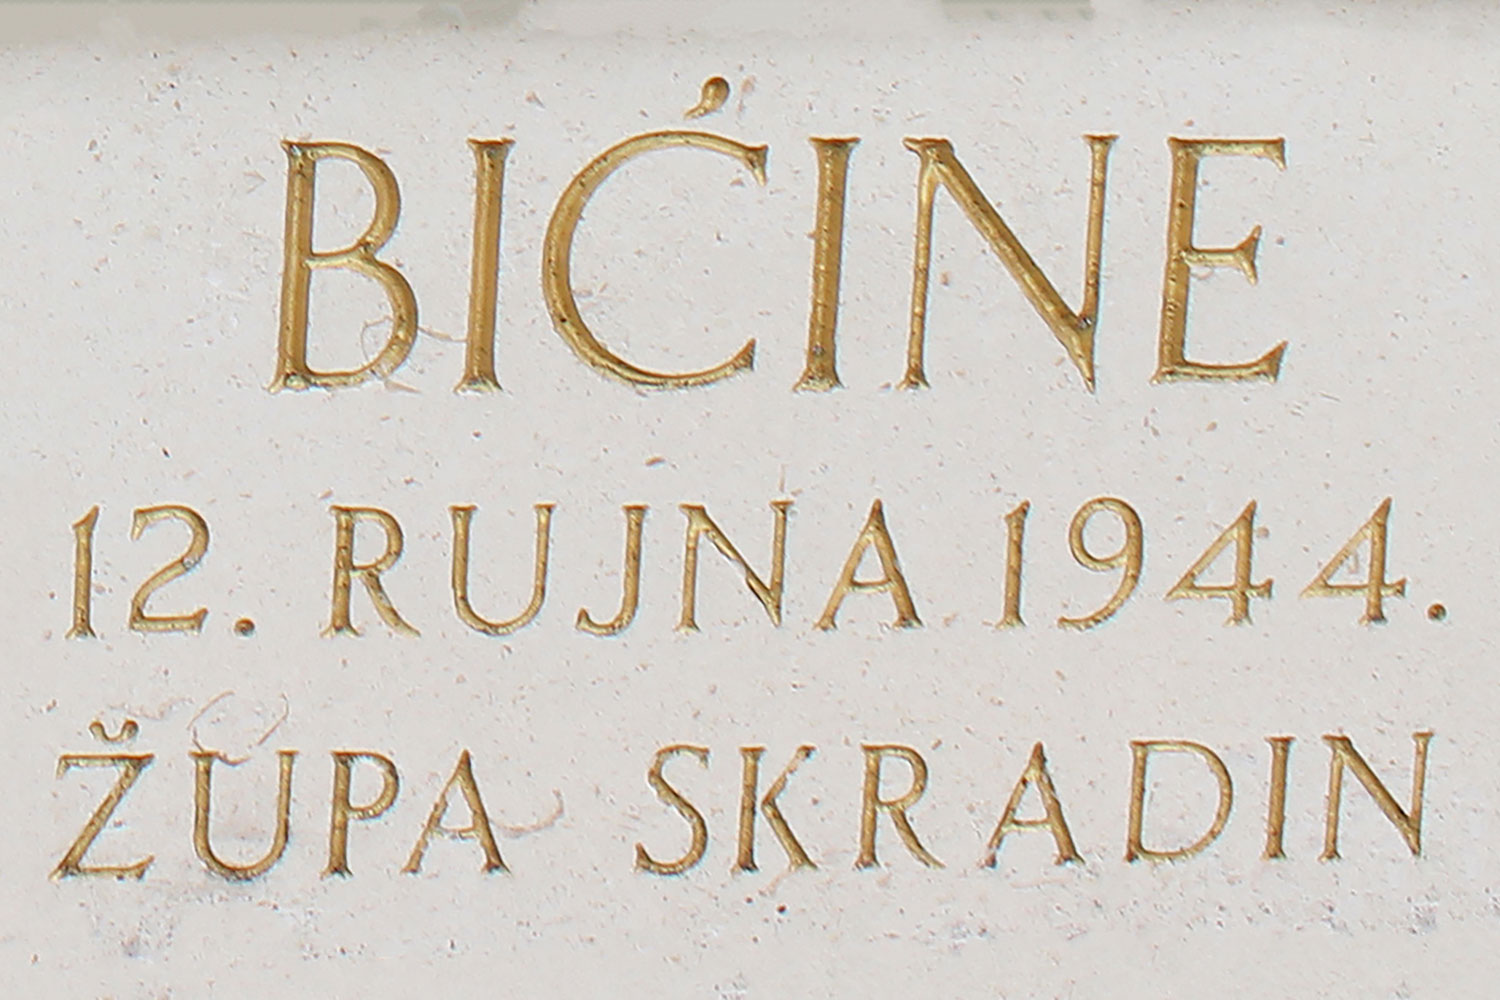 BIĆINE
12. RUJNA 1944.
ŽUPA SKRADIN